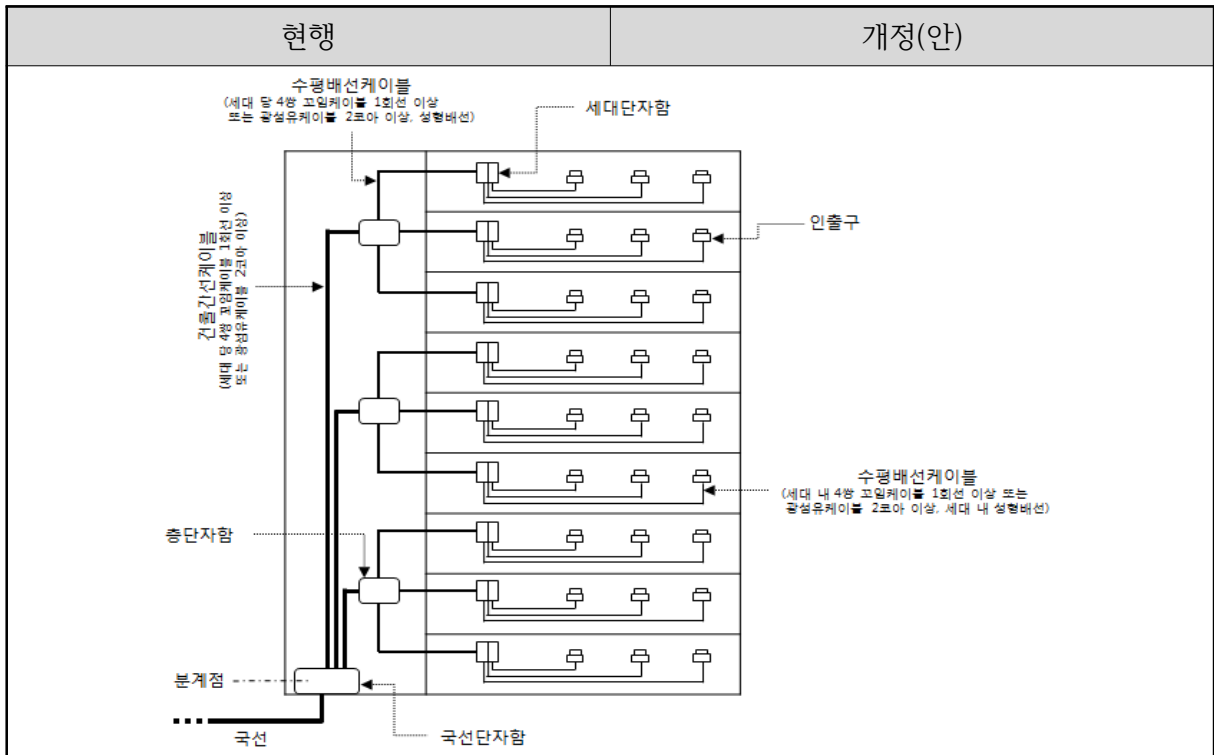 현행
개정(안)
수평배선케이블
(세대 당 4쌍 꼬임케이블 1회선 이상
또는 광섬유케이블 2코아 이상, 성형배선)
세대단자함
인출구
건물간선케이블
(세대 당 4쌍 꼬임케이블 1회선 이상
또는 광섬유케이블 2코아 이상)
수평배선케이블
(세대 내 4쌍 꼬임케이블 1회선 이상 또는
광섬유케이블 2코아 이상, 세대 내 성형배선)
층단자함
분계점
국선
국선단자함